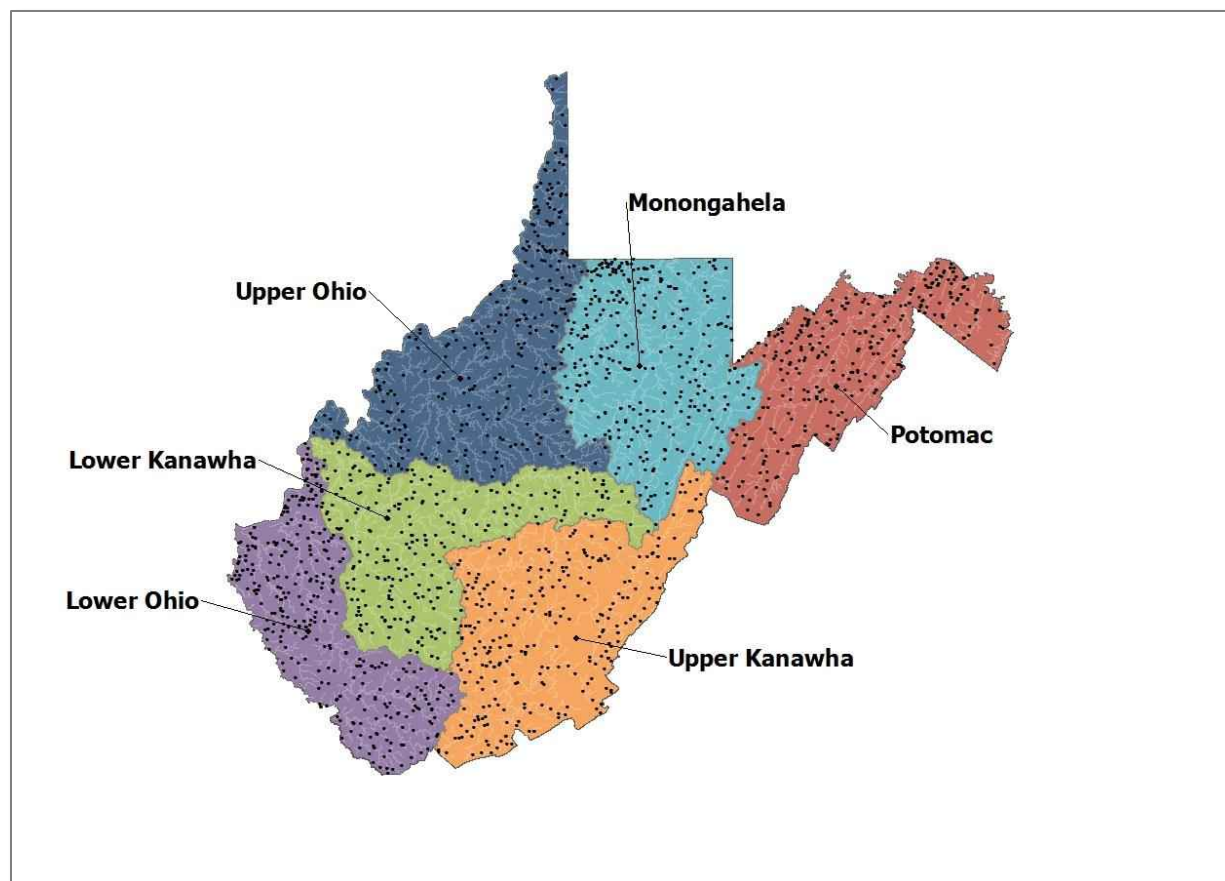 Monongahela
Upper Ohio
Potomac
Lower Kanawha
Lower Ohio
Upper Kanawha